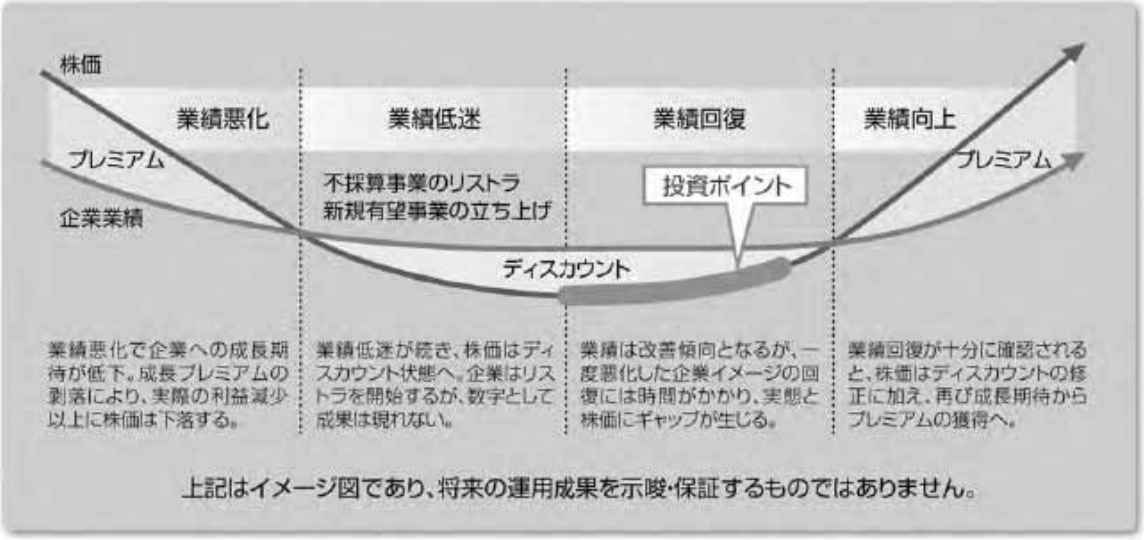 株価
業績悪化
業績低迷
業績回復
業績向上
プレミアム
プレミアム
企業業績
不採算事業のリストラ
新規有望事業の立ち上げ
投資ポイント
ディスカウント
業績悪化で企業への成長期
待が低下。成長プレミアムの
剥落により、実際の利益減少
以上に株価は下落する。
業績低迷が続き、株価はディ
スカウント状態へ。企業はリス
トラを開始するが、数字として
成果は現れない。
業績は改善傾向となるが、一
度悪化した企業イメージの回
復には時間がかかり、実態と
株価にギャップが生じる。
業績回復が十分に確認される
と、株価はディスカウントの修
正に加え、再び成長期待から
プレミアムの獲得へ。
上記はイメージ図であり、将来の運用成果を示唆・保証するものではありません。